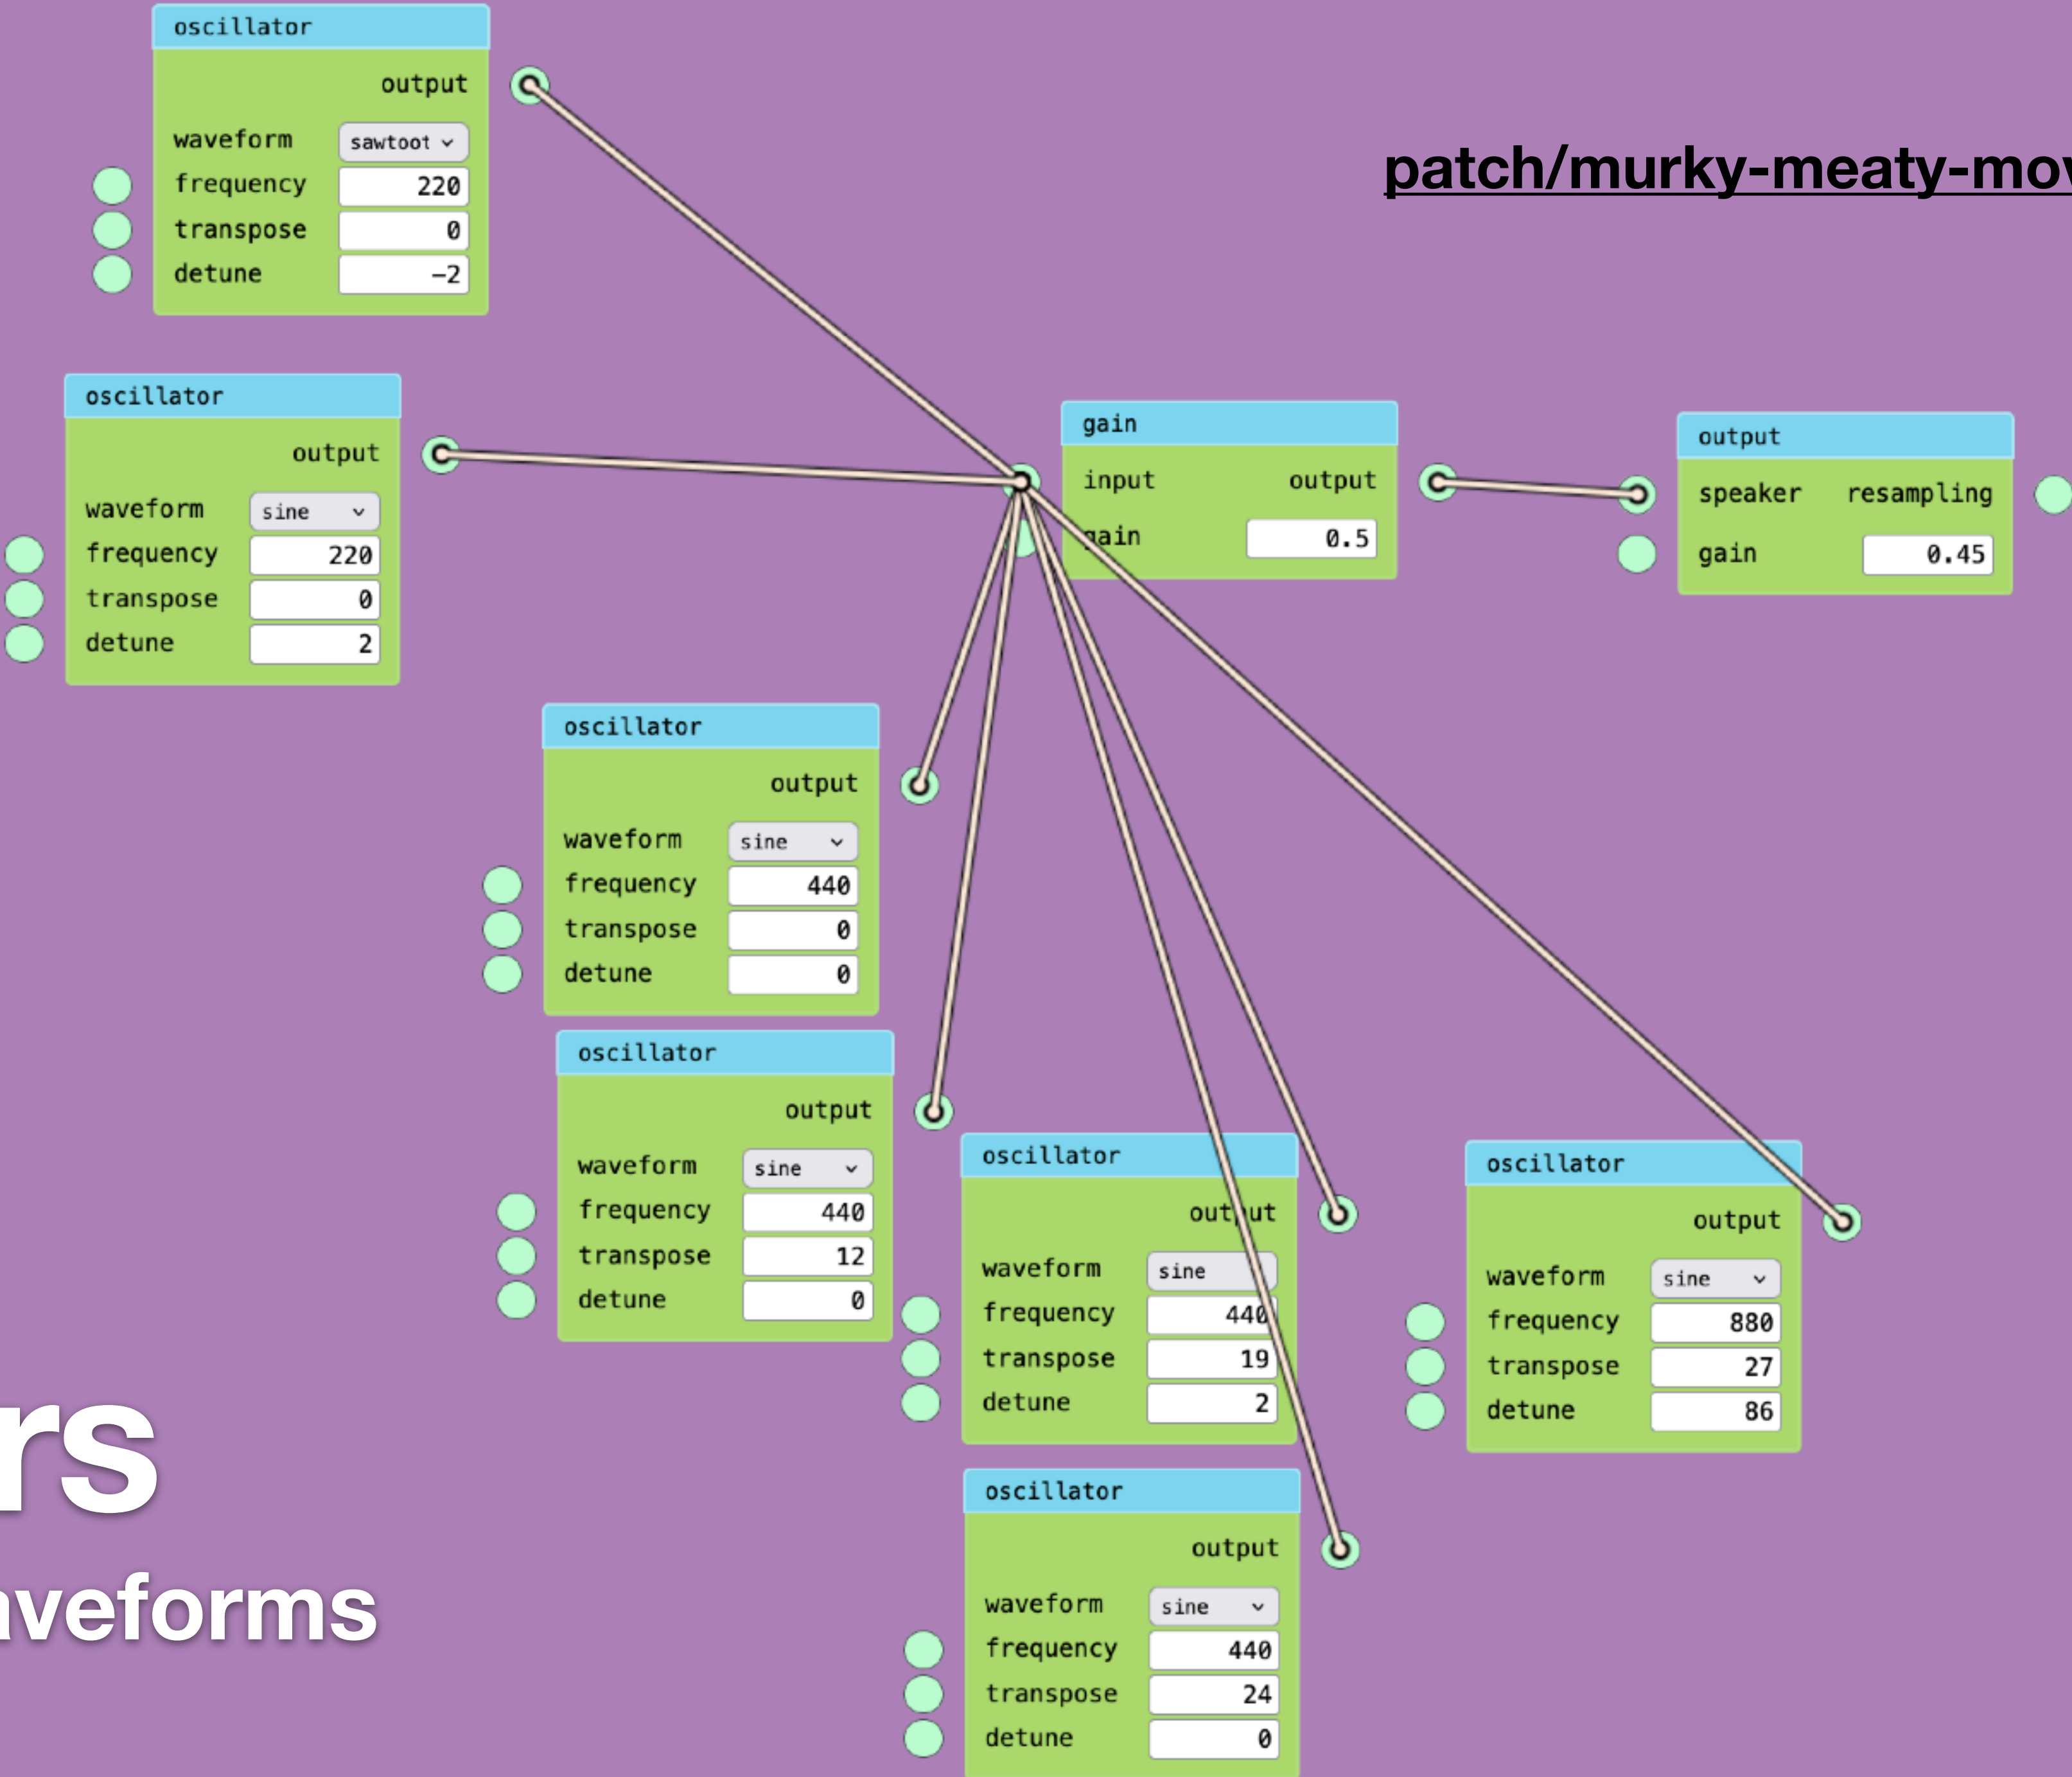 oscillator
output
waveform sawtoot
frequency 220
transpose 0
detune −2
patch/murky-meaty-mov
oscillator
output
waveform sine
frequency 220
transpose 0
detune 2
gain
input output
gain 0.5
output
speaker resampling
gain 0.45
oscillator
output
waveform sine
frequency 440
transpose 0
detune 0
oscillator
output
waveform sine
frequency 440
transpose 12
detune 0
oscillator
output
waveform sine
frequency 440
transpose 19
detune 2
oscillator
output
waveform sine
frequency 880
transpose 27
detune 86
oscillator
output
waveform sine
frequency 440
transpose 24
detune 0
rs
aveforms